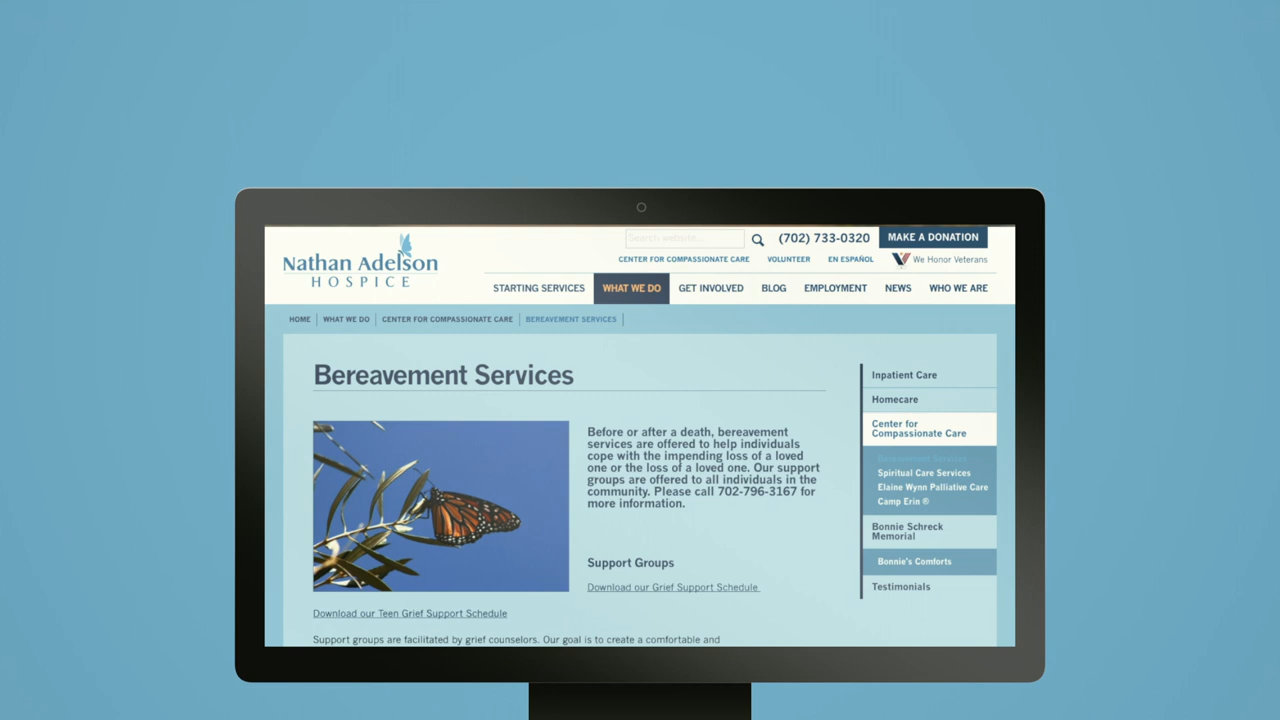 Nathan Adelson
HOSPICE
Search website...
(702) 733-0320
MAKE A DONATION
CENTER FOR COMPASSIONATE CARE
VOLUNTEER
EN ESPAÑOL
We Honor Veterans
STARTING SERVICES
WHAT WE DO
GET INVOLVED
BLOG
EMPLOYMENT
NEWS
WHO WE ARE
HOME
WHAT WE DO
CENTER FOR COMPASSIONATE CARE
BEREAVEMENT SERVICES
Bereavement Services
Before or after a death, bereavement
services are offered to help individuals
cope with the impending loss of a loved
one or the loss of a loved one. Our support
groups are offered to all individuals in the
community. Please call 702-796-3167 for
more information.
Support Groups
Download our Grief Support Schedule
Download our Teen Grief Support Schedule
Support groups are facilitated by grief counselors. Our goal is to create a comfortable and
Inpatient Care
Homecare
Center for
Compassionate Care
Bereavement Services
Spiritual Care Services
Elaine Wynn Palliative Care
Camp Erin ®
Bonnie Schreck
Memorial
Bonnie's Comforts
Testimonials